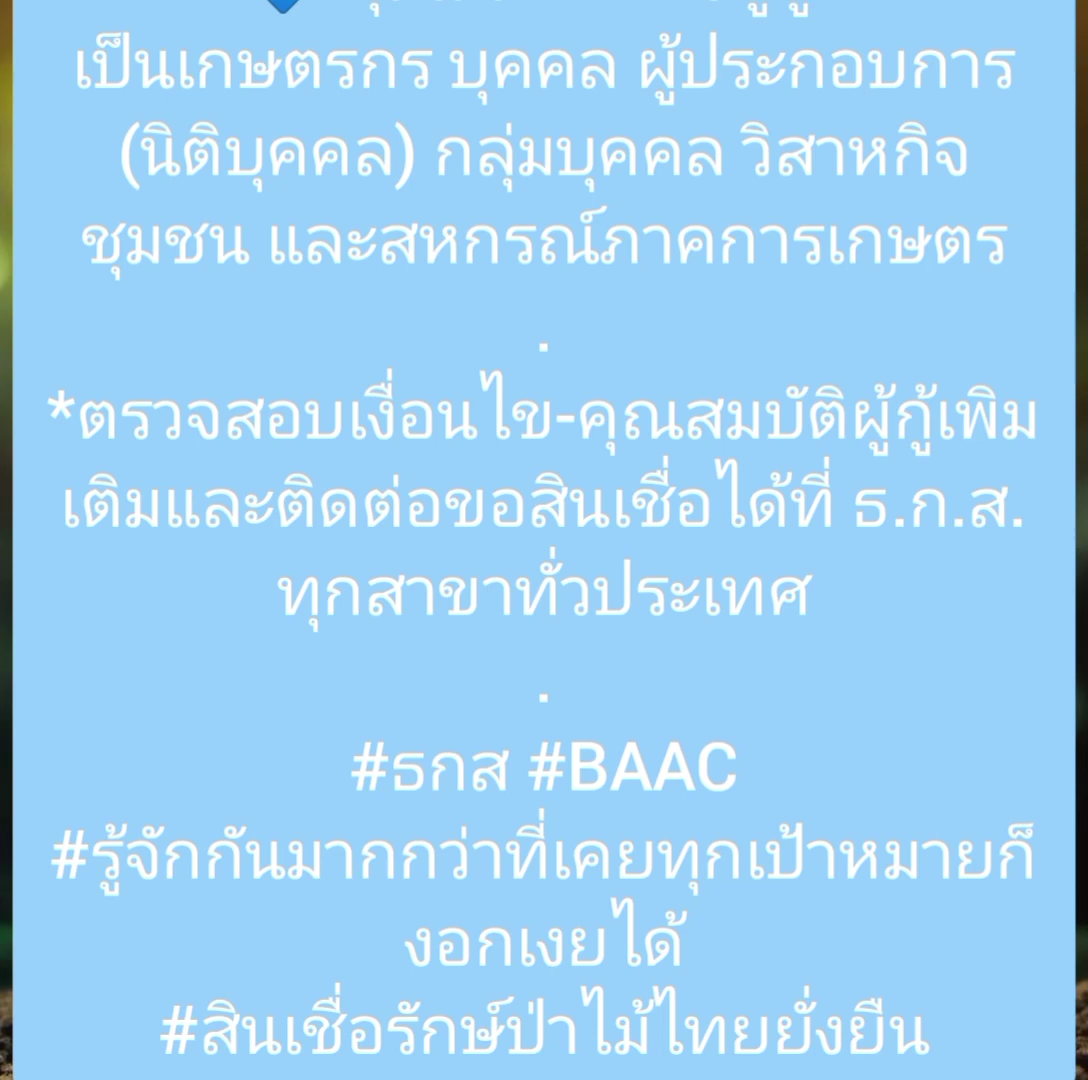 เป็นเกษตรกร บุคคล ผู้ประกอบการ
(นิติบุคคล) กลุ่มบุคคล วิสาหกิจ
ชุมชน และสหกรณ์ภาคการเกษตร
.
*ตรวจสอบเงื่อนไข-คุณสมบัติผู้กู้เพิ่ม
เติมและติดต่อขอสินเชื่อได้ที่ ธ.ก.ส.
ทุกสาขาทั่วประเทศ
.
#ธกส #BAAC
#รู้จักกันมากกว่าที่เคยทุกเป้าหมายก็
งอกเงยได้
#สินเชื่อรักษ์ป่าไม้ไทยยั่งยืน